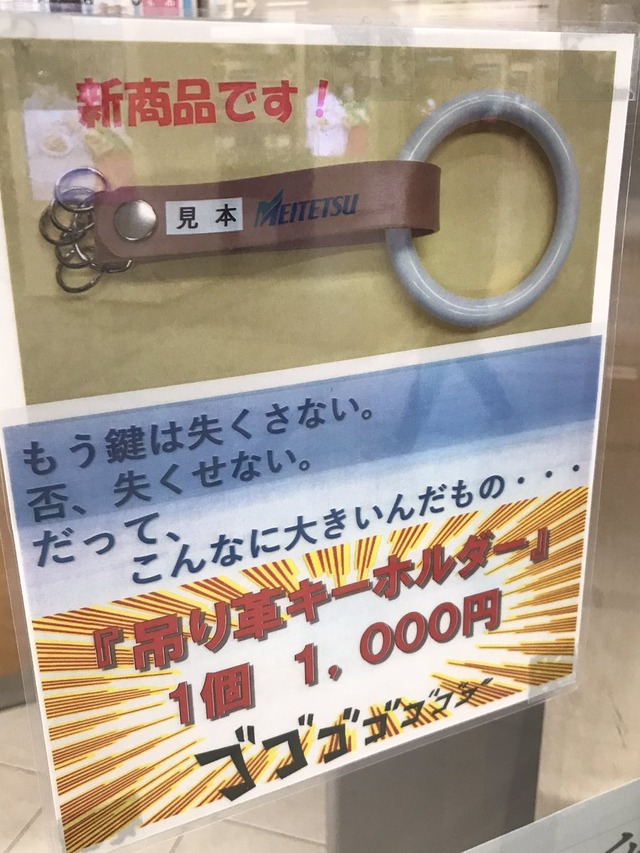 新商品です！
見本 MEITETSU
もう鍵は失くさない。
否、失くせない。
だって、
こんなに大きいんだもの・・・
『吊り革キーホルダー』
1個 1，000円
ゴゴゴゴゴゴゴ